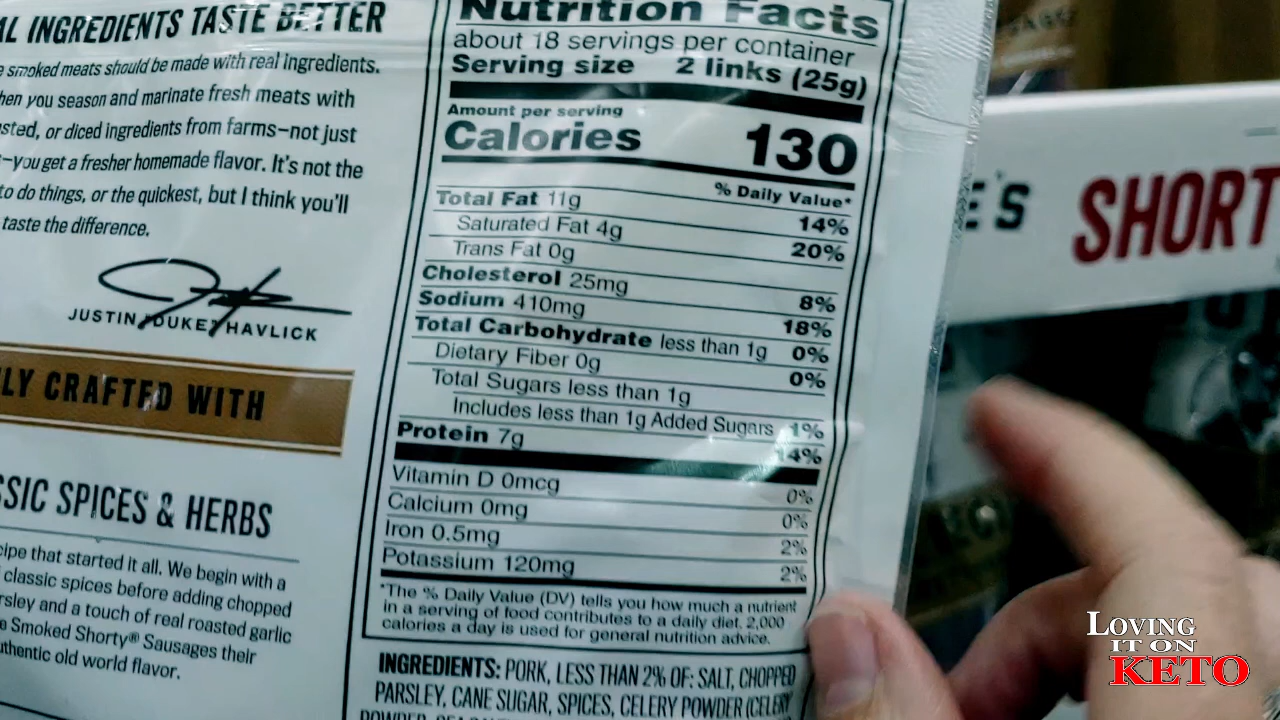 AL INGREDIENTS TASTE BETTER
smoked meats should be made with real ingredients.
hen you season and marinate fresh meats with
sted, or diced ingredients from farms–not just
–you get a fresher homemade flavor. It's not the
to do things, or the quickest, but I think you'll
taste the difference.
JUSTIN "DUKE" HAVLICK
LY CRAFTED WITH
SSIC SPICES & HERBS
cipe that started it all. We begin with a
classic spices before adding chopped
rsley and a touch of real roasted garlic
e Smoked Shorty® Sausages their
uthentic old world flavor.
Nutrition Facts
about 18 servings per container
Serving size 2 links (25g)
Amount per serving
Calories 130
% Daily Value*
Total Fat 11g 14%
Saturated Fat 4g 20%
Trans Fat 0g
Cholesterol 25mg 8%
Sodium 410mg 18%
Total Carbohydrate less than 1g 0%
Dietary Fiber 0g 0%
Total Sugars less than 1g
Includes less than 1g Added Sugars 1%
Protein 7g 14%
Vitamin D 0mcg 0%
Calcium 0mg 0%
Iron 0.5mg 2%
Potassium 120mg 2%
*The % Daily Value (DV) tells you how much a nutrient
in a serving of food contributes to a daily diet. 2,000
calories a day is used for general nutrition advice.
INGREDIENTS: PORK, LESS THAN 2% OF: SALT, CHOPPED
PARSLEY, CANE SUGAR, SPICES, CELERY POWDER (CELERY
E'S SHORT
LOVING
IT ON
KETO